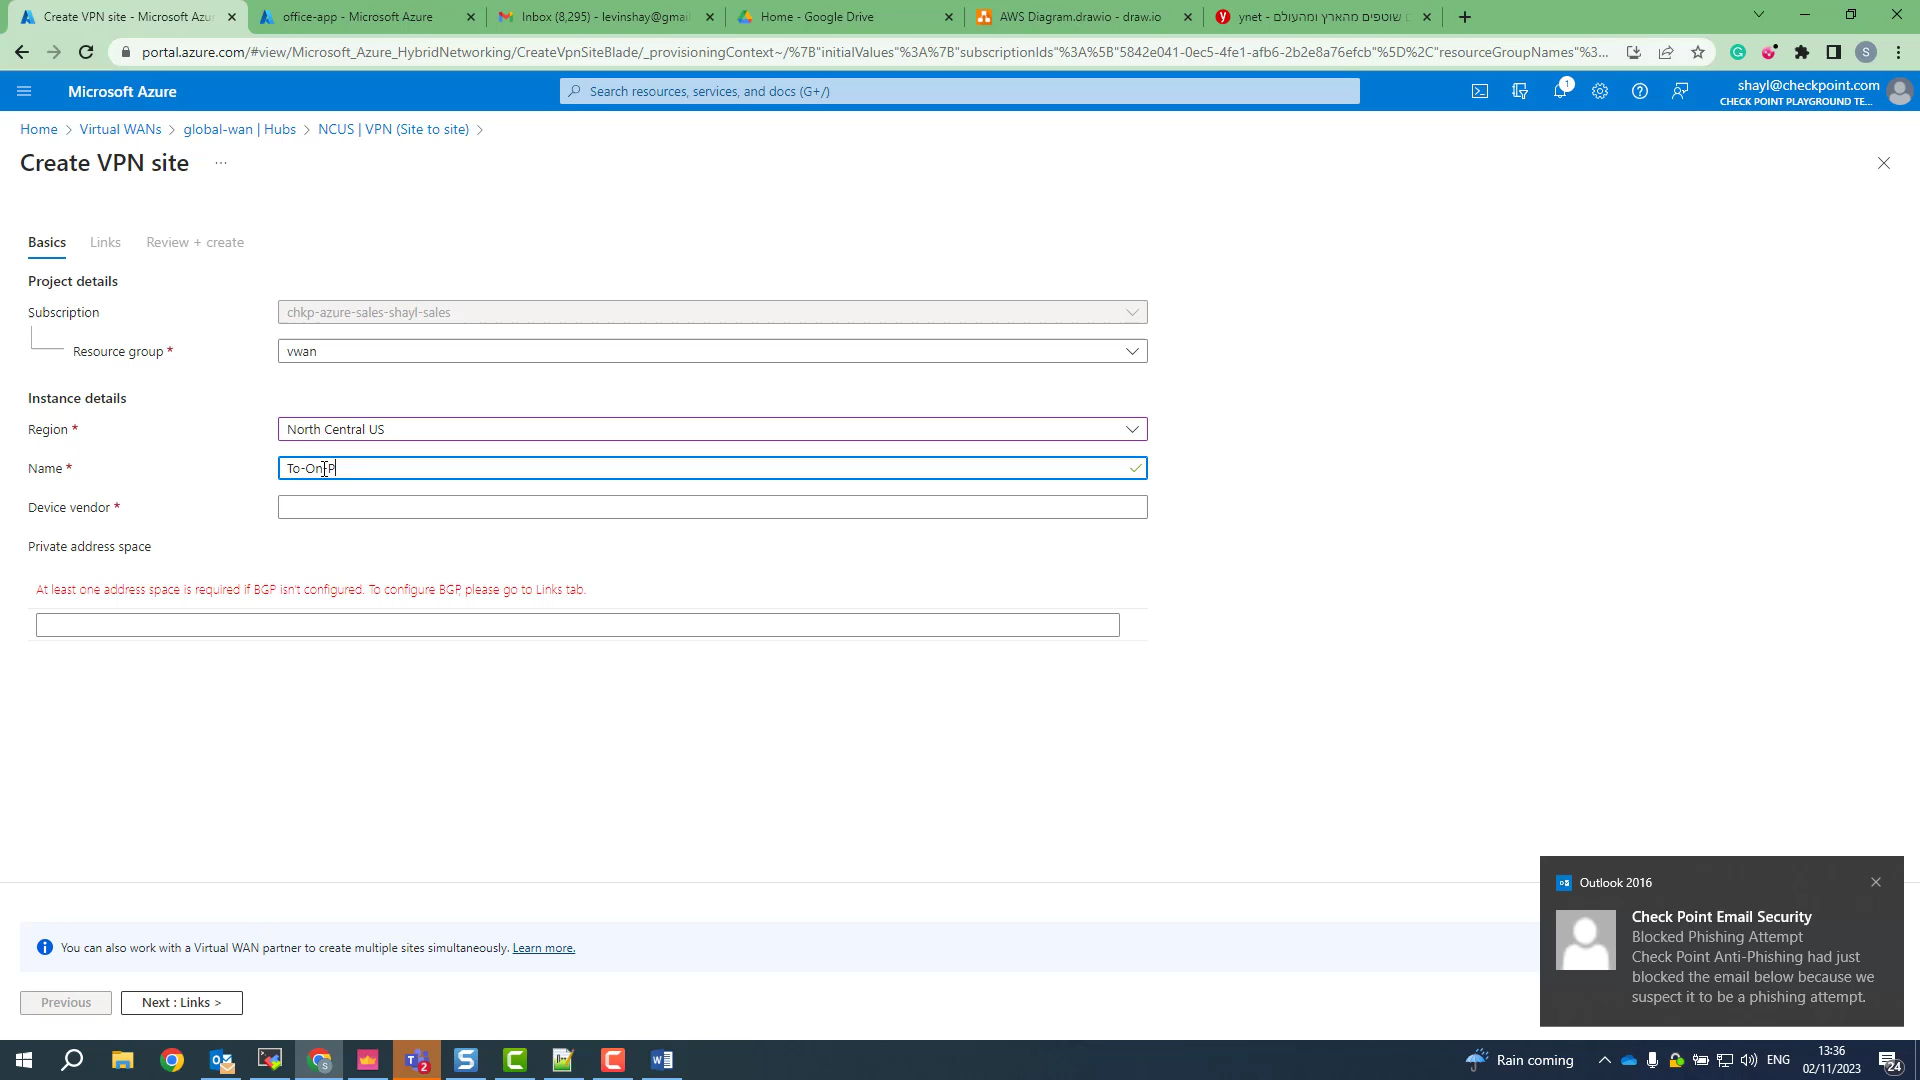 Create VPN site - Microsoft Azur
office-app - Microsoft Azure
Inbox (8,295) - levinshay@gmail
Home - Google Drive
AWS Diagram.drawio - draw.io
ynet - שוטפים מהארץ ומהעולם
portal.azure.com/#view/Microsoft_Azure_HybridNetworking/CreateVpnSiteBlade/_provisioningContext~/%7B"initialValues"%3A%7B"subscriptionIds"%3A%5B"5842e041-0ec5-4fe1-afb6-2b2e8a76efcb"%5D%2C"resourceGroupNames"%3...
S
Microsoft Azure
Search resources, services, and docs (G+/)
1
shayl@checkpoint.com
CHECK POINT PLAYGROUND TE...
Home > Virtual WANs > global-wan | Hubs > NCUS | VPN (Site to site) >
Create VPN site ...
Basics Links Review + create
Project details
Subscription
chkp-azure-sales-shayl-sales
Resource group *
vwan
Instance details
Region *
North Central US
Name *
To-On-P
Device vendor *
Private address space
At least one address space is required if BGP isn't configured. To configure BGP, please go to Links tab.
You can also work with a Virtual WAN partner to create multiple sites simultaneously. Learn more.
Previous
Next : Links >
Outlook 2016
Check Point Email Security
Blocked Phishing Attempt
Check Point Anti-Phishing had just
blocked the email below because we
suspect it to be a phishing attempt.
2
Rain coming
ENG
13:36
02/11/2023
24